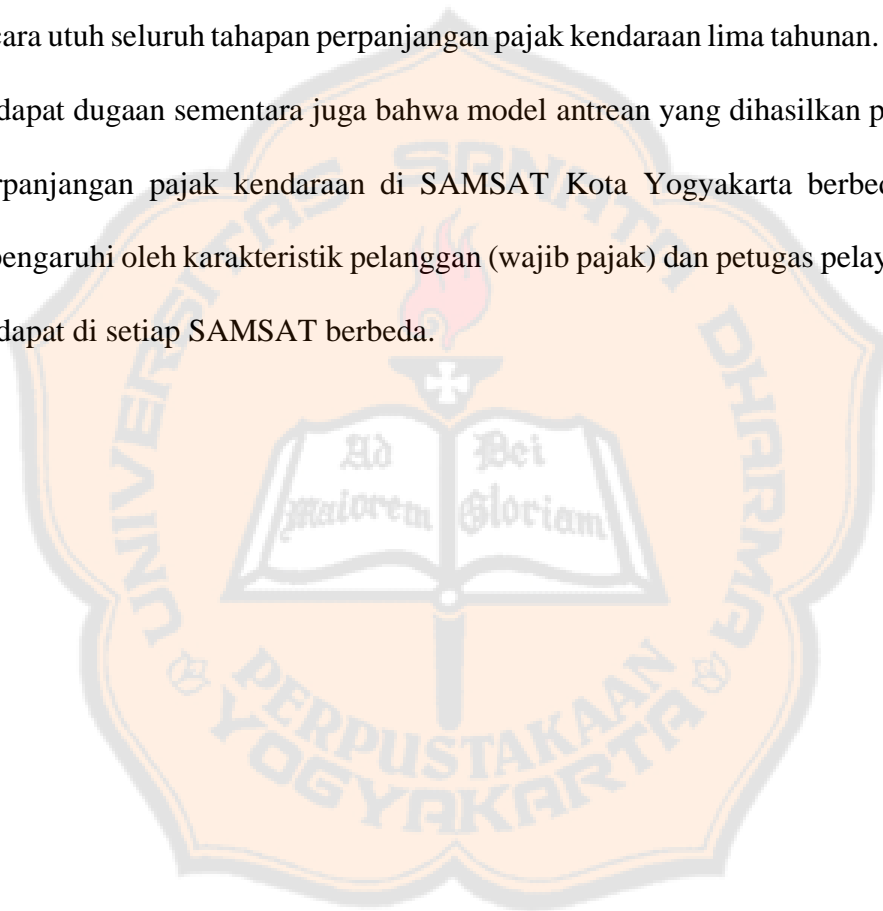 cara utuh seluruh tahapan perpanjangan pajak kendaraan lima tahunan.
dapat dugaan sementara juga bahwa model antrean yang dihasilkan p
rpanjangan pajak kendaraan di SAMSAT Kota Yogyakarta berbed
pengaruhi oleh karakteristik pelanggan (wajib pajak) dan petugas pelay
dapat di setiap SAMSAT berbeda.
UNIVERSITAS SANATA DHARMA
Ad Dei
maiorem Gloriam
PERPUSTAKAAN
YOGYAKARTA